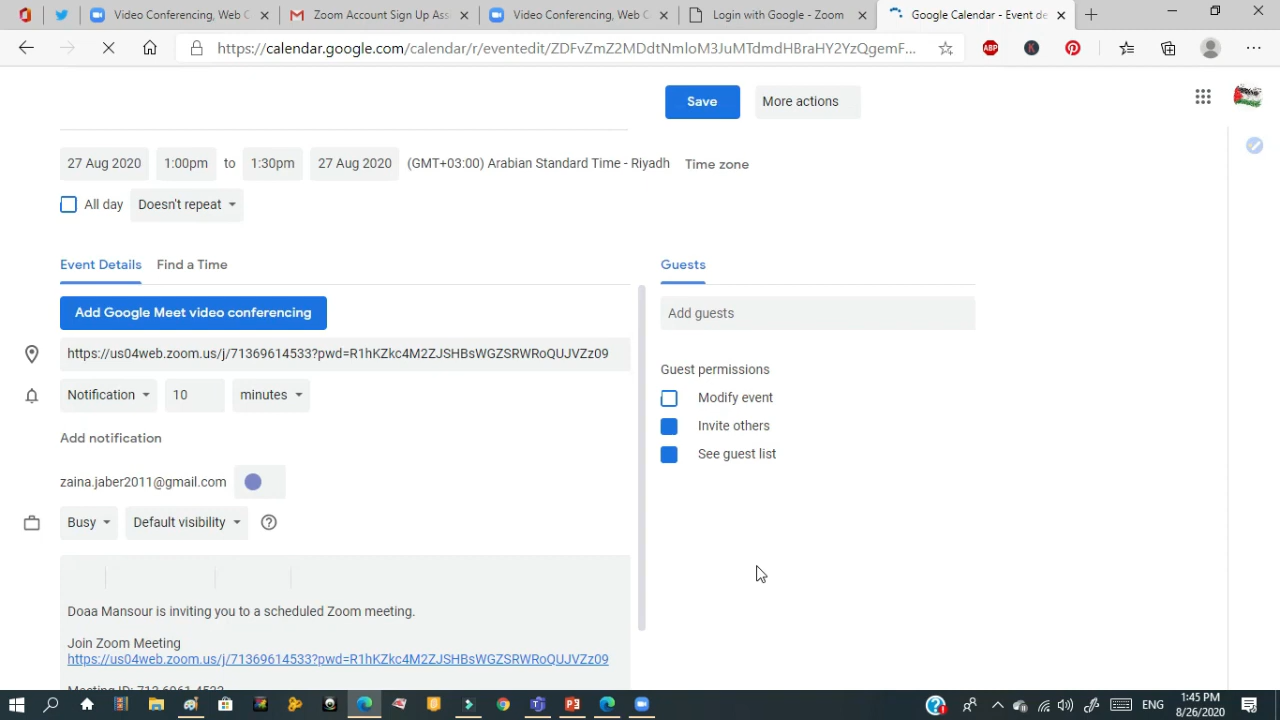 Video Conferencing, Web C
Zoom Account Sign Up Ass
Video Conferencing, Web C
Login with Google - Zoom
Google Calendar - Event de
https://calendar.google.com/calendar/r/eventedit/ZDFvZmZ2MDdtNmloM3JuMTdmdHBraHY2YzQgemF...
ABP
K
Save
More actions
27 Aug 2020 1:00pm to 1:30pm 27 Aug 2020 (GMT+03:00) Arabian Standard Time - Riyadh Time zone
All day Doesn't repeat
Event Details Find a Time
Guests
Add Google Meet video conferencing
Add guests
https://us04web.zoom.us/j/71369614533?pwd=R1hKZkc4M2ZJSHBsWGZSRWRoQUJVZz09
Guest permissions
Notification 10 minutes
Modify event
Invite others
Add notification
See guest list
zaina.jaber2011@gmail.com
Busy Default visibility
Doaa Mansour is inviting you to a scheduled Zoom meeting.
Join Zoom Meeting
https://us04web.zoom.us/j/71369614533?pwd=R1hKZkc4M2ZJSHBsWGZSRWRoQUJVZz09
Meeting ID: 713 6961 4533
ENG
1:45 PM
8/26/2020